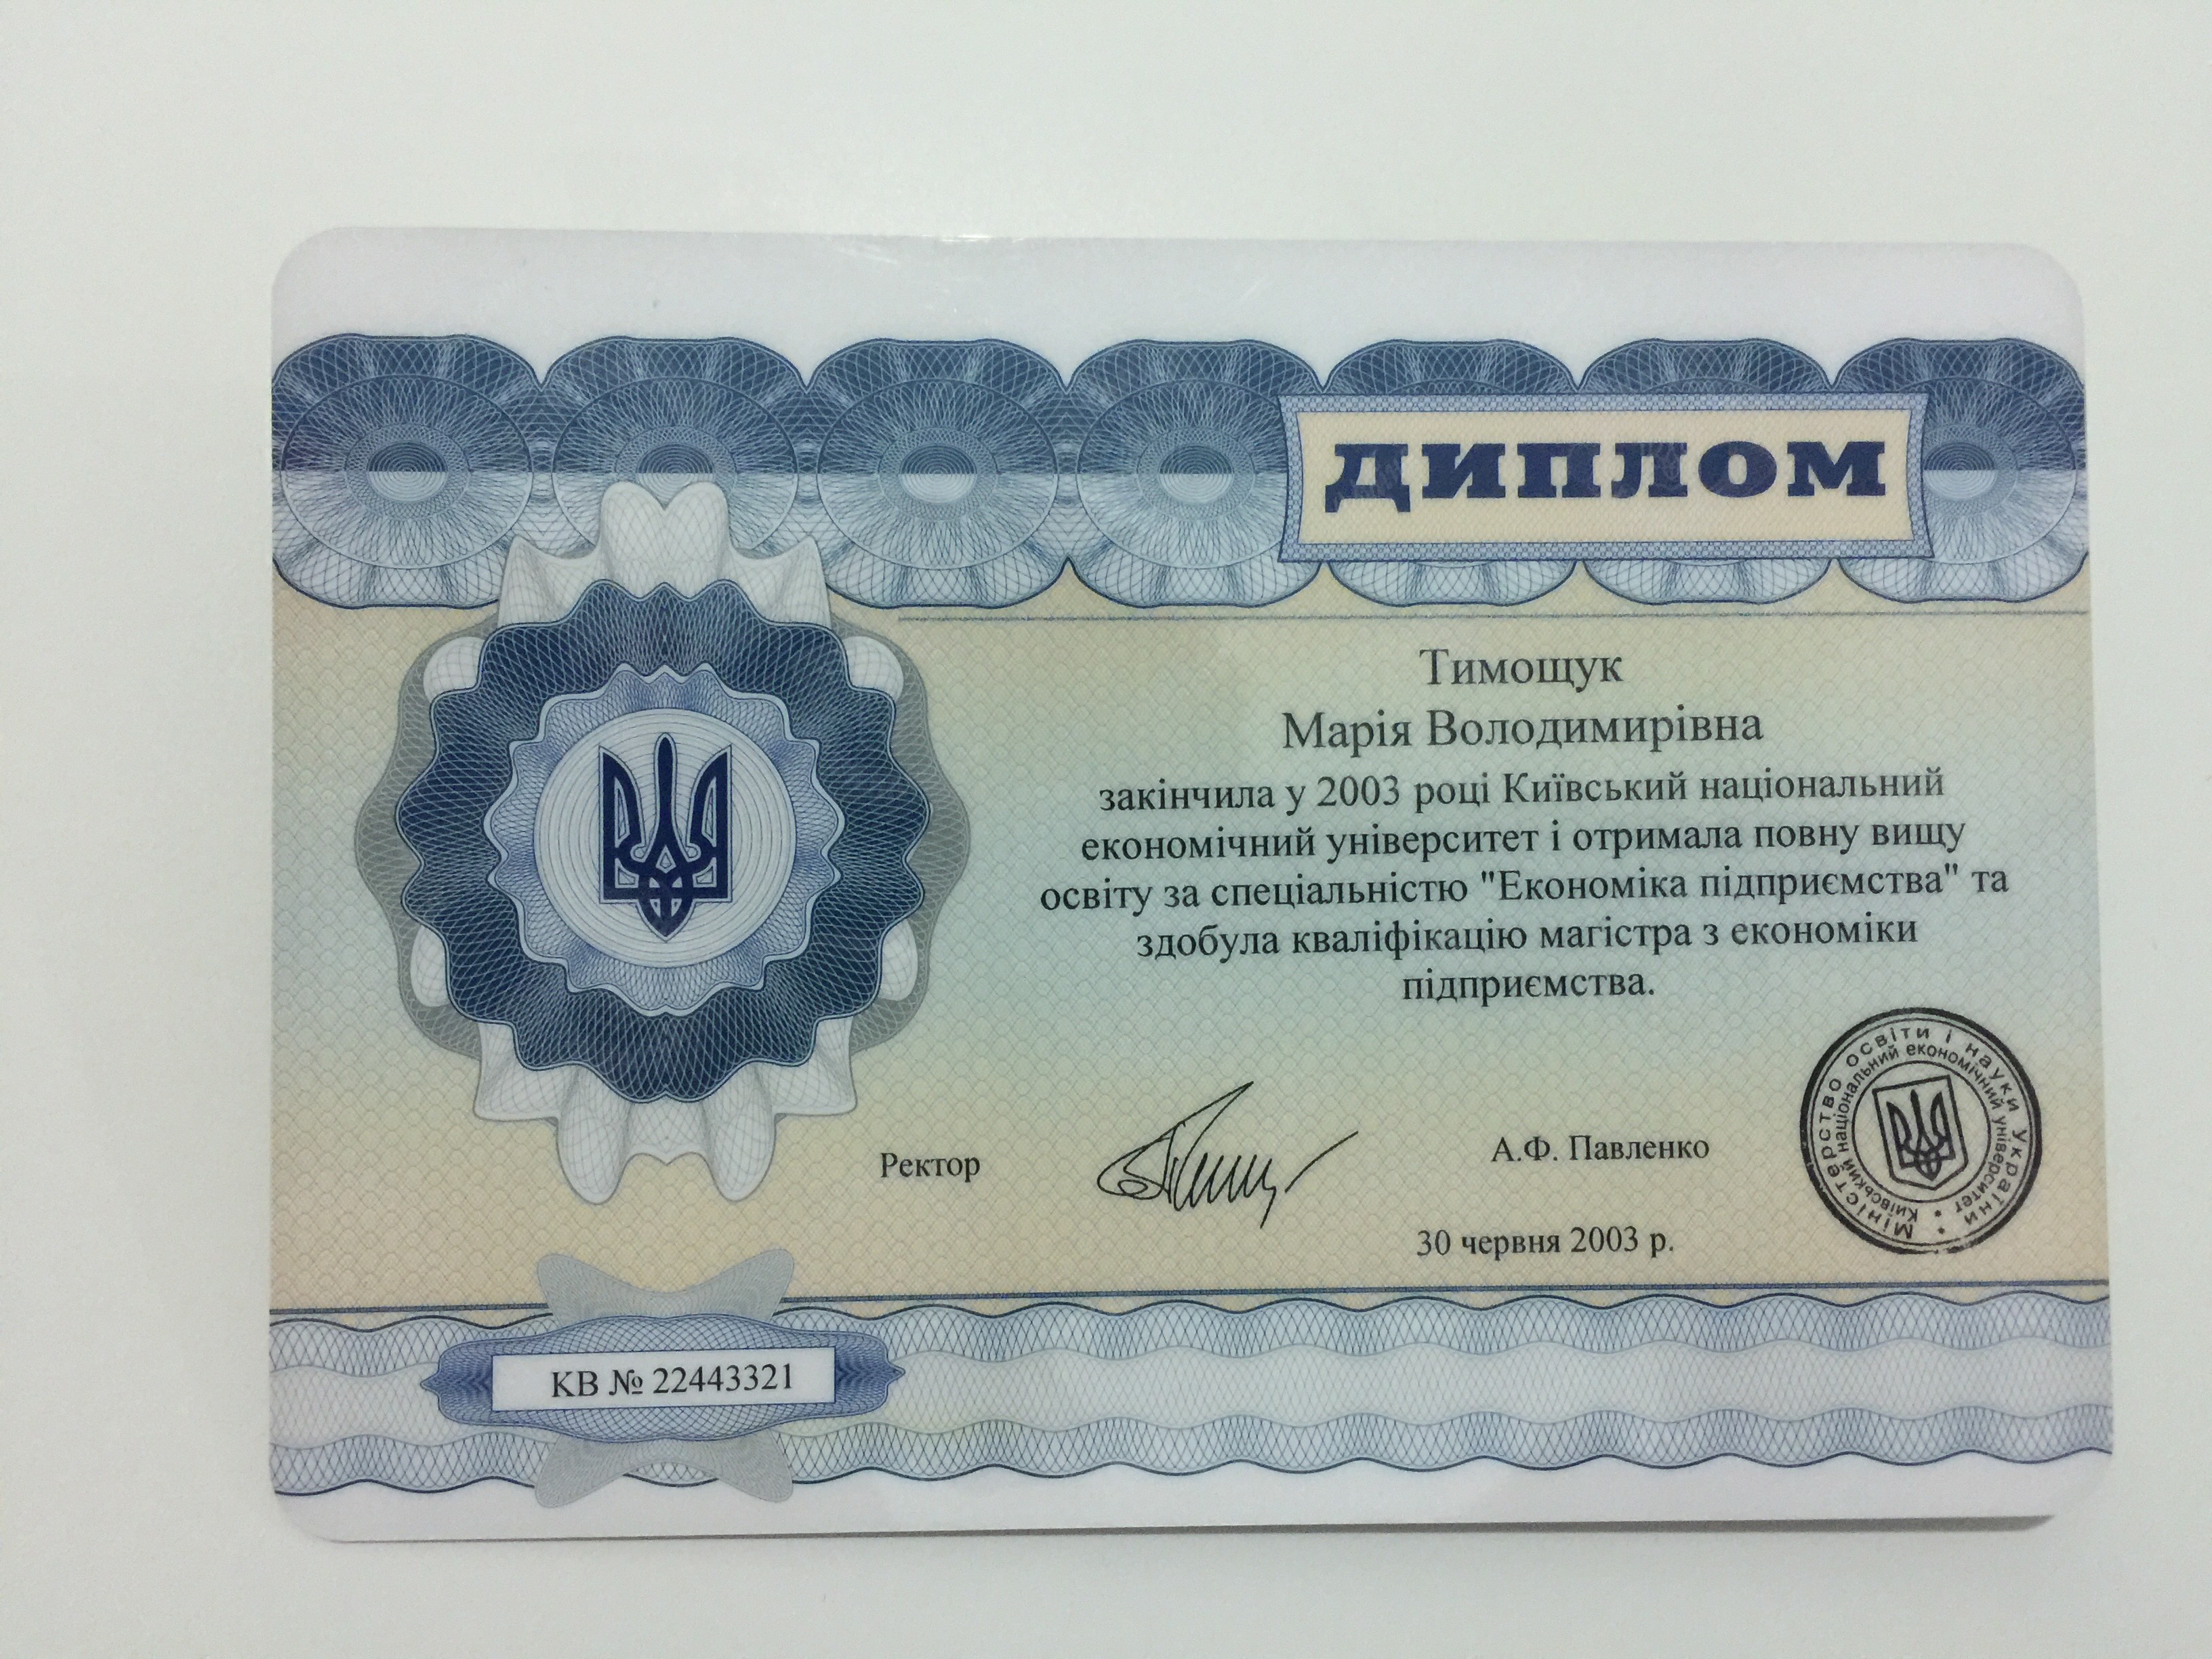 ДИПЛОМ
Тимощук
Марія Володимирівна
закінчила у 2003 році Київський національний
економічний університет і отримала повну вищу
освіту за спеціальністю "Економіка підприємства" та
здобула кваліфікацію магістра з економіки
підприємства.
Ректор
А.Ф. Павленко
30 червня 2003 р.
Міністерство освіти і науки України
Київський національний економічний університет
КВ № 22443321